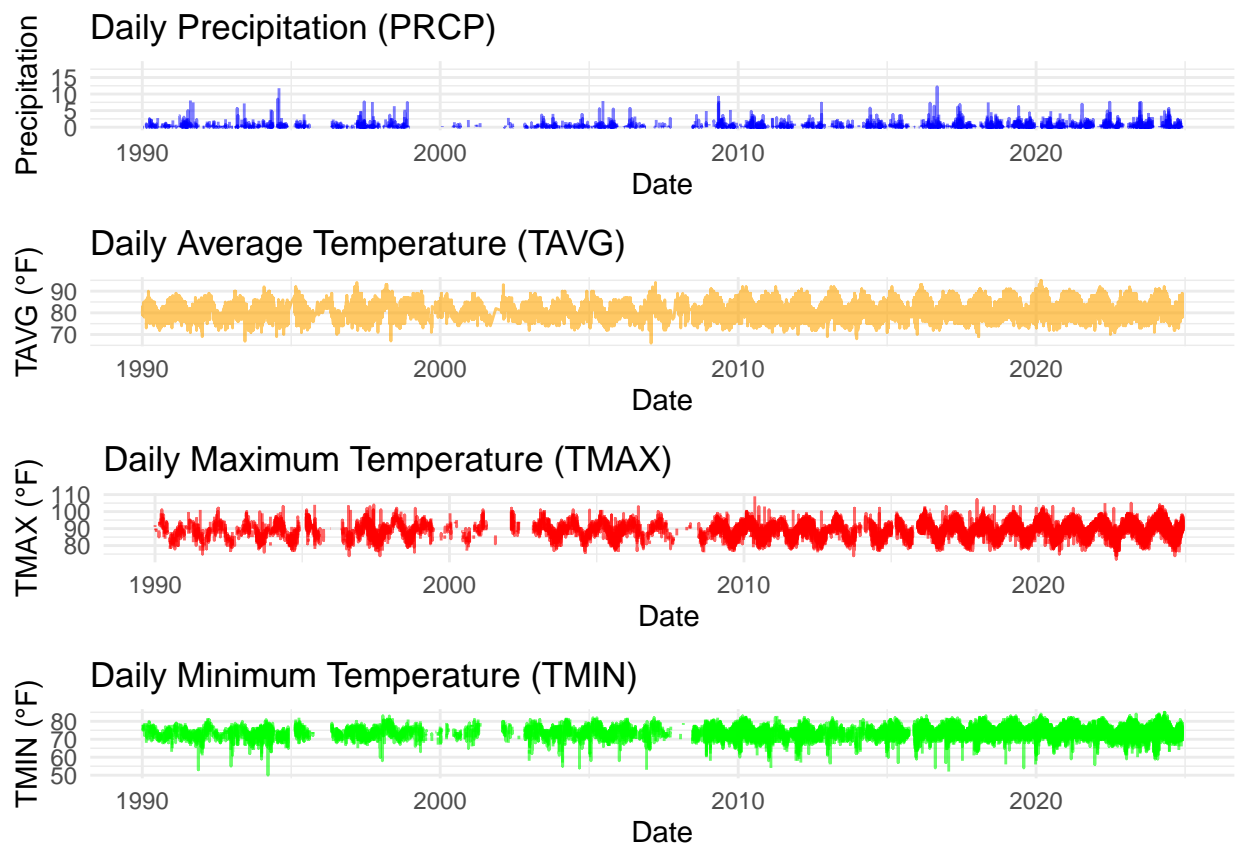 Daily Precipitation (PRCP)
Precipitation
15
10
5
0
1990 2000 2010 2020
Date
Daily Average Temperature (TAVG)
TAVG (°F)
90
80
70
1990 2000 2010 2020
Date
Daily Maximum Temperature (TMAX)
TMAX (°F)
110
100
90
80
1990 2000 2010 2020
Date
Daily Minimum Temperature (TMIN)
TMIN (°F)
80
70
60
50
1990 2000 2010 2020
Date